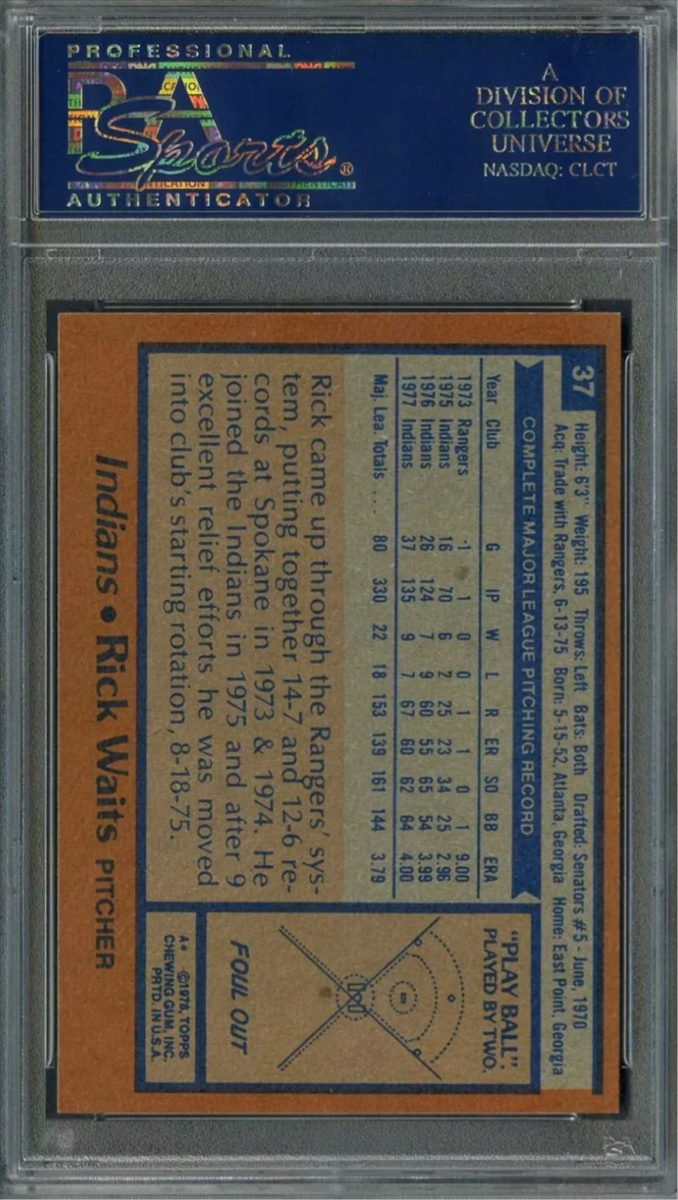 PROFESSIONAL
PSA
Sports®
AUTHENTICATOR
A
DIVISION OF
COLLECTORS
UNIVERSE
NASDAQ: CLCT
37
Height: 6'3" Weight: 195 Throws: Left Bats: Both Drafted: Senators #5 - June, 1970
Acq: Trade with Rangers, 6-13-75 Born: 5-15-52, Atlanta, Georgia Home: East Point, Georgia
COMPLETE MAJOR LEAGUE PITCHING RECORD
Year Club G IP W L R ER SO BB ERA
1973 Rangers 1 1 0 0 1 1 0 1 9.00
1975 Indians 16 70 6 2 25 23 34 25 2.96
1976 Indians 26 124 7 9 60 55 65 54 3.99
1977 Indians 37 135 9 7 67 60 62 64 4.00
Maj. Lea. Totals .... 80 330 22 18 153 139 161 144 3.79
Rick came up through the Rangers' sys-
tem, putting together 14-7 and 12-6 re-
cords at Spokane in 1973 & 1974. He
joined the Indians in 1975 and after 9
excellent relief efforts he was moved
into club's starting rotation, 8-18-75.
"PLAY BALL".
PLAYED BY TWO.
FOUL OUT
A* ©1978, TOPPS
CHEWING GUM, INC.
PRTD. IN U.S.A.
Indians • Rick Waits PITCHER